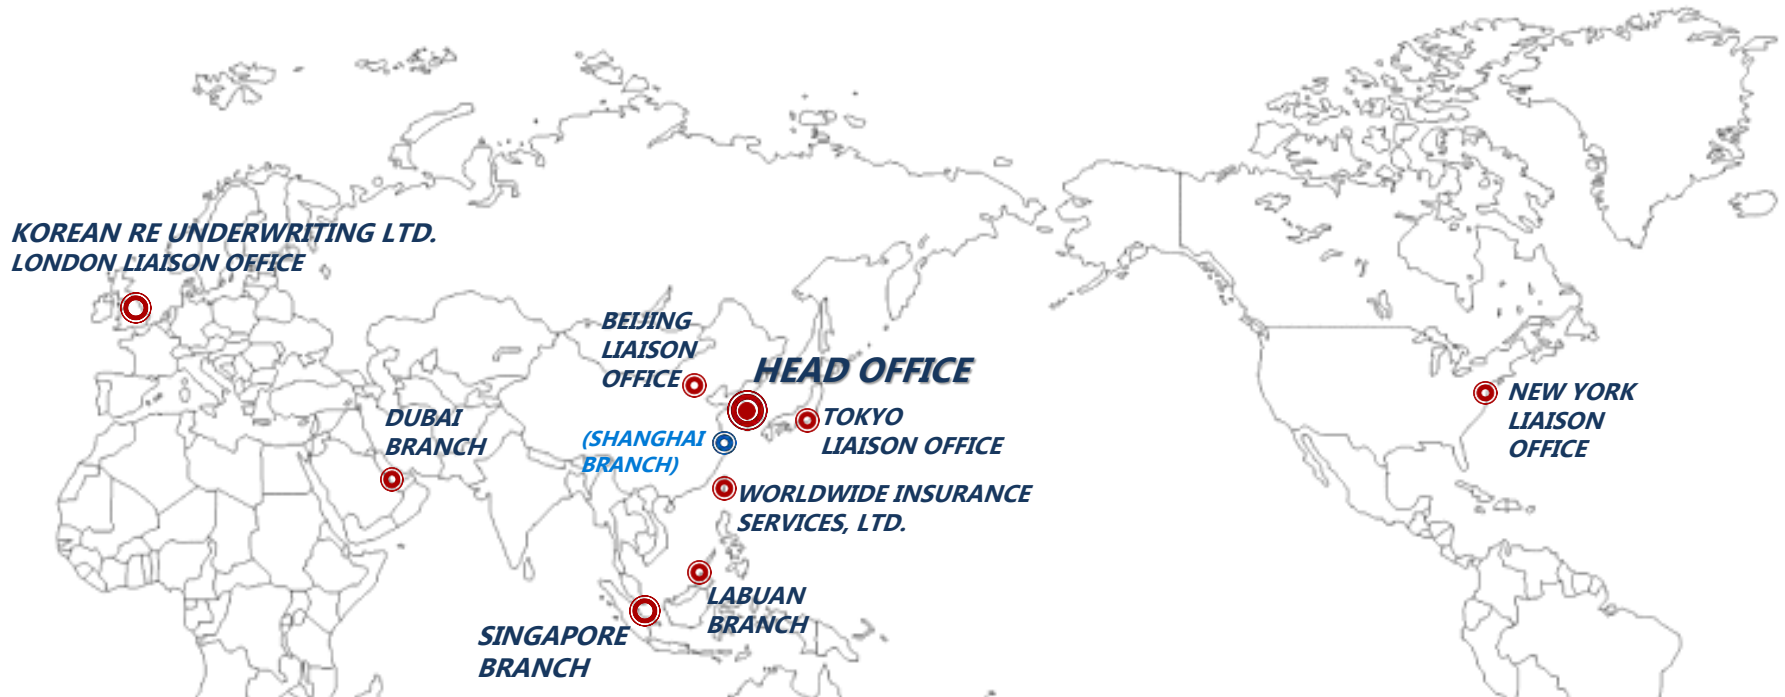 KOREAN RE UNDERWRITING LTD.
LONDON LIAISON OFFICE
BEIJING
LIAISON
OFFICE
HEAD OFFICE
DUBAI
BRANCH
(SHANGHAI
BRANCH)
TOKYO
LIAISON OFFICE
NEW YORK
LIAISON
OFFICE
WORLDWIDE INSURANCE
SERVICES, LTD.
LABUAN
BRANCH
SINGAPORE
BRANCH